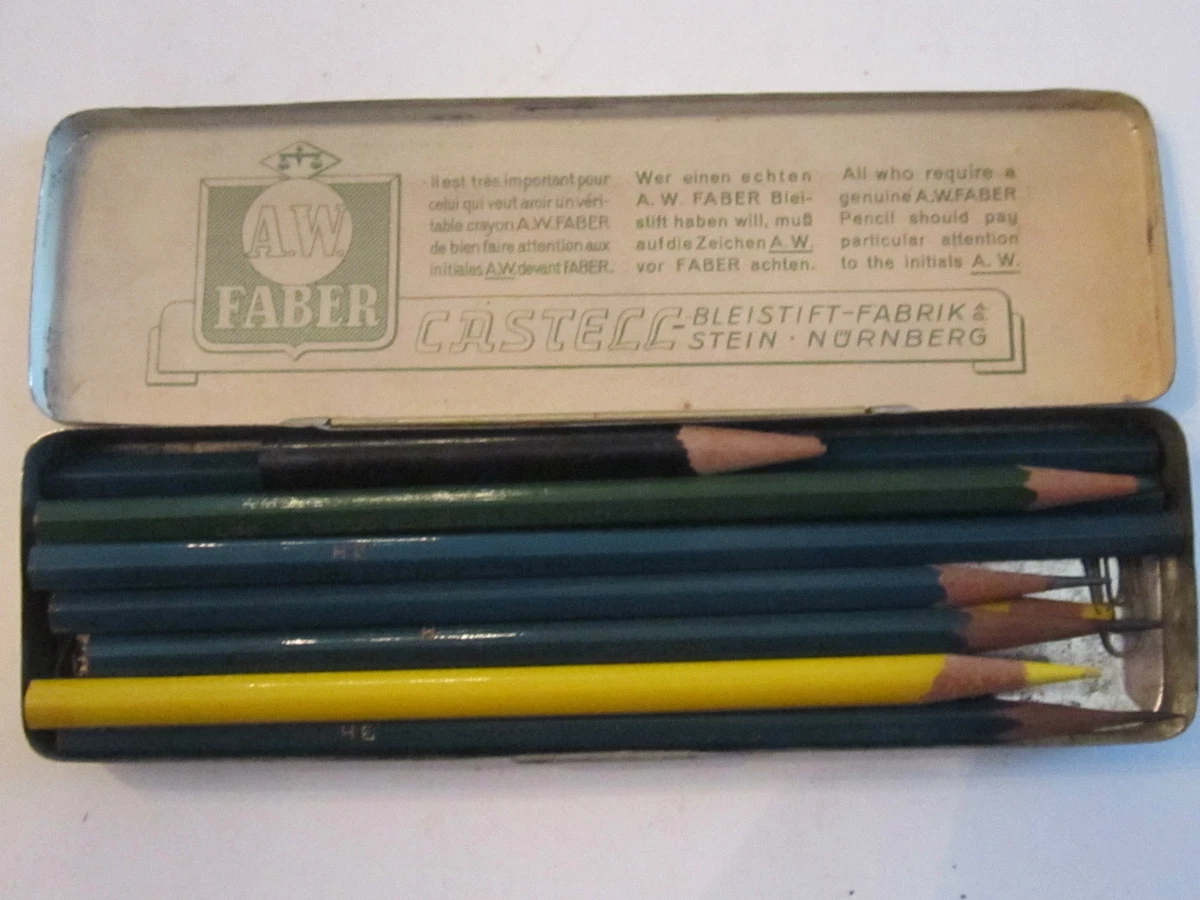 A.W.
FABER
Il est très important pour
celui qui veut avoir un véri-
table crayon A.W. FABER
de bien faire attention aux
initiales A.W. devant FABER.
Wer einen echten
A. W. FABER Blei-
stift haben will, muß
auf die Zeichen A. W.
vor FABER achten.
All who require a
genuine A.W. FABER
Pencil should pay
particular attention
to the initials A. W.
CASTELL-BLEISTIFT-FABRIK
STEIN · NÜRNBERG